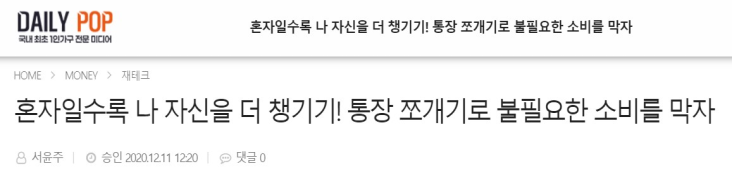 DAILY POP
국내 최초 1인가구 전문 미디어
혼자일수록 나 자신을 더 챙기기! 통장 쪼개기로 불필요한 소비를 막자
HOME > MONEY > 재테크
혼자일수록 나 자신을 더 챙기기! 통장 쪼개기로 불필요한 소비를 막자
서윤주 | 승인 2020.12.11 12:20 | 댓글 0